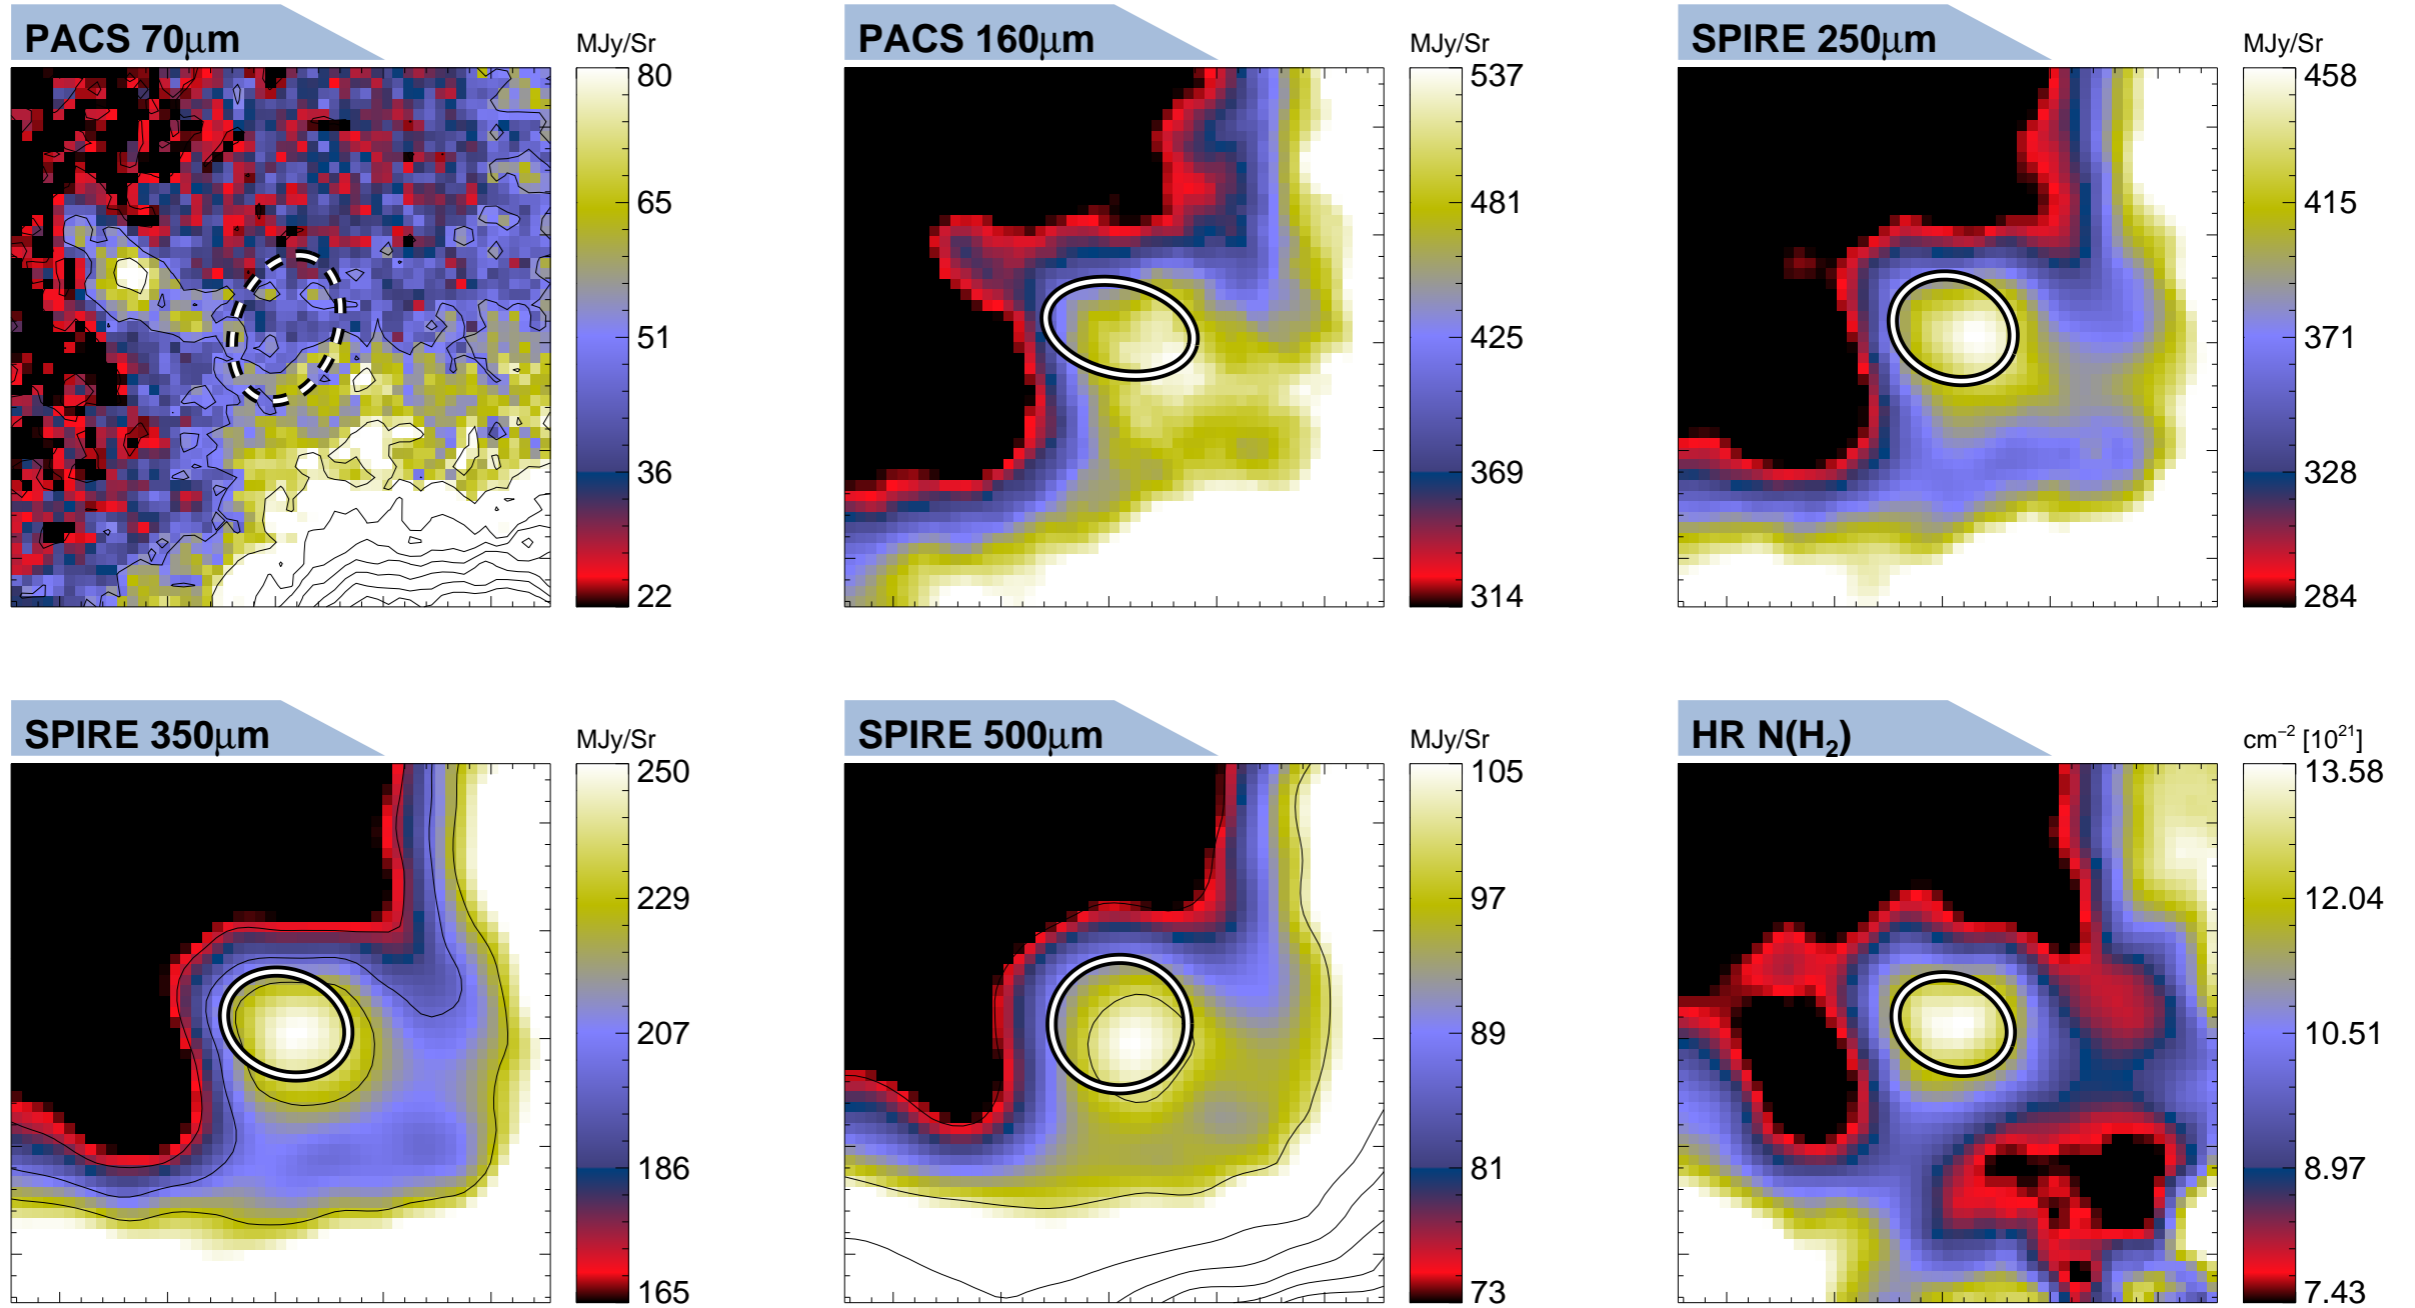 PACS 70μm
MJy/Sr
80
65
51
36
22
PACS 160μm
MJy/Sr
537
481
425
369
314
SPIRE 250μm
MJy/Sr
458
415
371
328
284
SPIRE 350μm
MJy/Sr
250
229
207
186
165
SPIRE 500μm
MJy/Sr
105
97
89
81
73
HR N(H₂)
cm⁻² [10²¹]
13.58
12.04
10.51
8.97
7.43